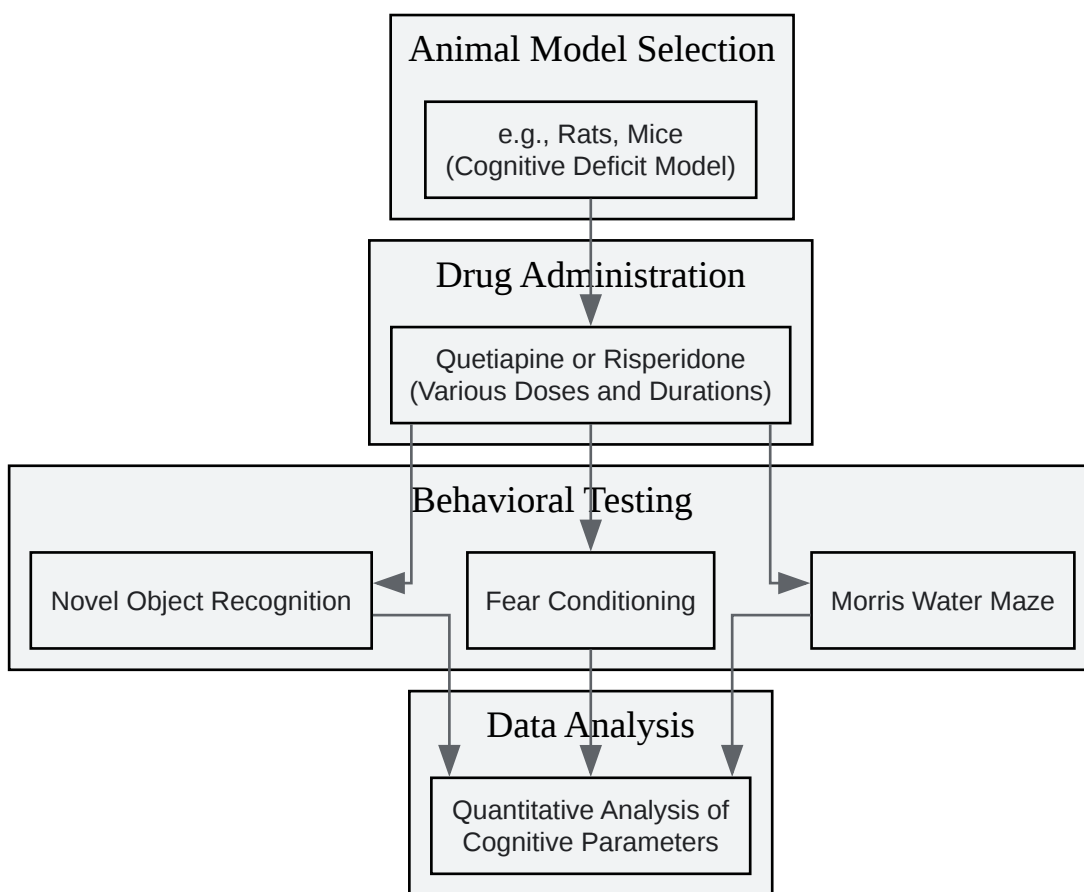 Animal Model Selection
e.g., Rats, Mice
(Cognitive Deficit Model)
Drug Administration
Quetiapine or Risperidone
(Various Doses and Durations)
Behavioral Testing
Novel Object Recognition
Fear Conditioning
Morris Water Maze
Data Analysis
Quantitative Analysis of
Cognitive Parameters